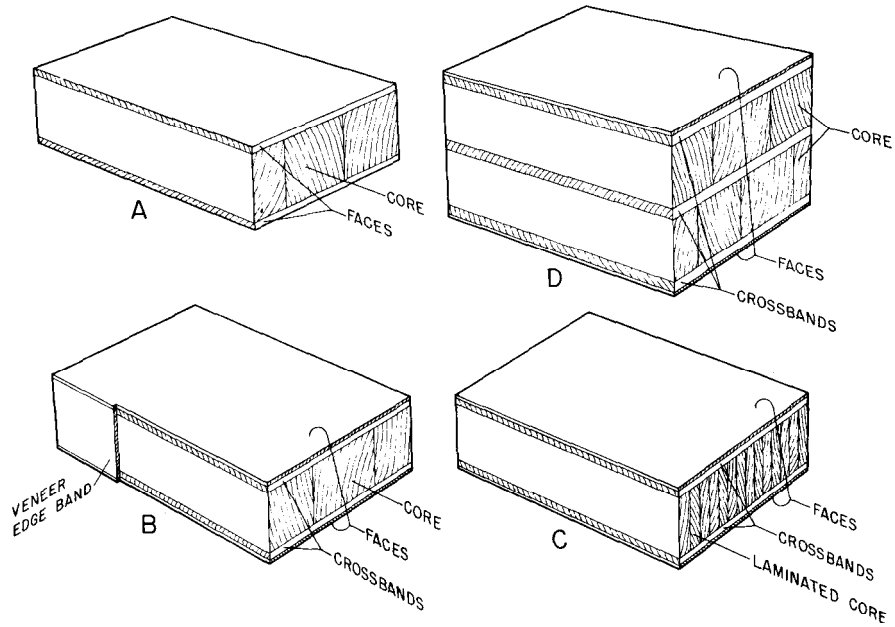 A
CORE
FACES
D
CORE
FACES
CROSSBANDS
VENEER
EDGE BAND
B
CORE
FACES
CROSSBANDS
C
FACES
CROSSBANDS
LAMINATED CORE